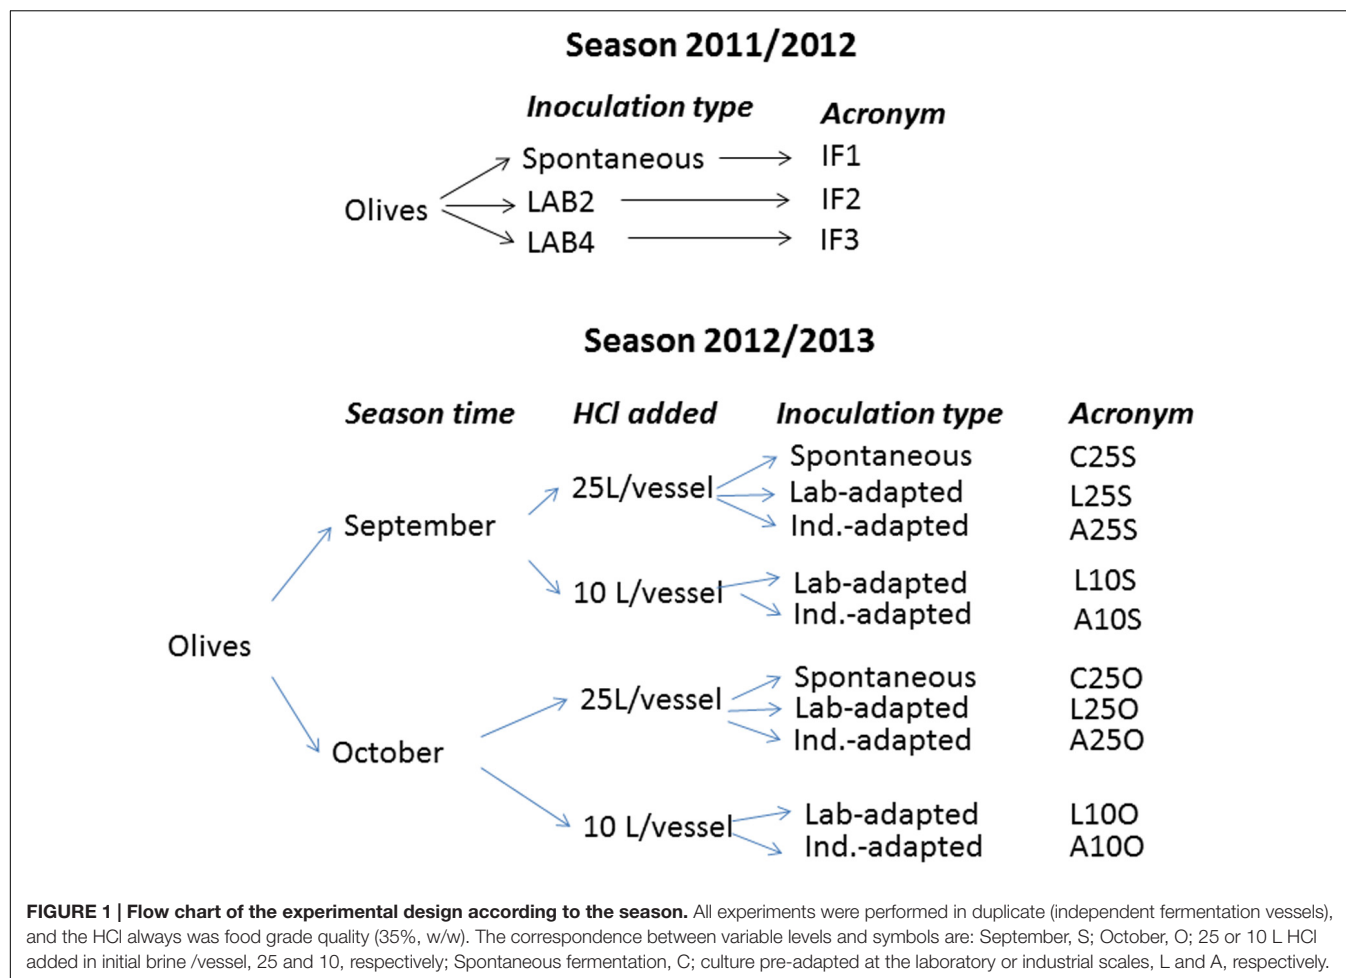 Season 2011/2012
Inoculation type Acronym
Spontaneous IF1
Olives LAB2 IF2
LAB4 IF3
Season 2012/2013
Season time HCl added Inoculation type Acronym
Spontaneous C25S
25L/vessel Lab-adapted L25S
September Ind.-adapted A25S
10 L/vessel Lab-adapted L10S
Ind.-adapted A10S
Olives
Spontaneous C25O
25L/vessel Lab-adapted L25O
October Ind.-adapted A25O
Lab-adapted L10O
10 L/vessel Ind.-adapted A10O
FIGURE 1 | Flow chart of the experimental design according to the season. All experiments were performed in duplicate (independent fermentation vessels),
and the HCl always was food grade quality (35%, w/w). The correspondence between variable levels and symbols are: September, S; October, O; 25 or 10 L HCl
added in initial brine /vessel, 25 and 10, respectively; Spontaneous fermentation, C; culture pre-adapted at the laboratory or industrial scales, L and A, respectively.